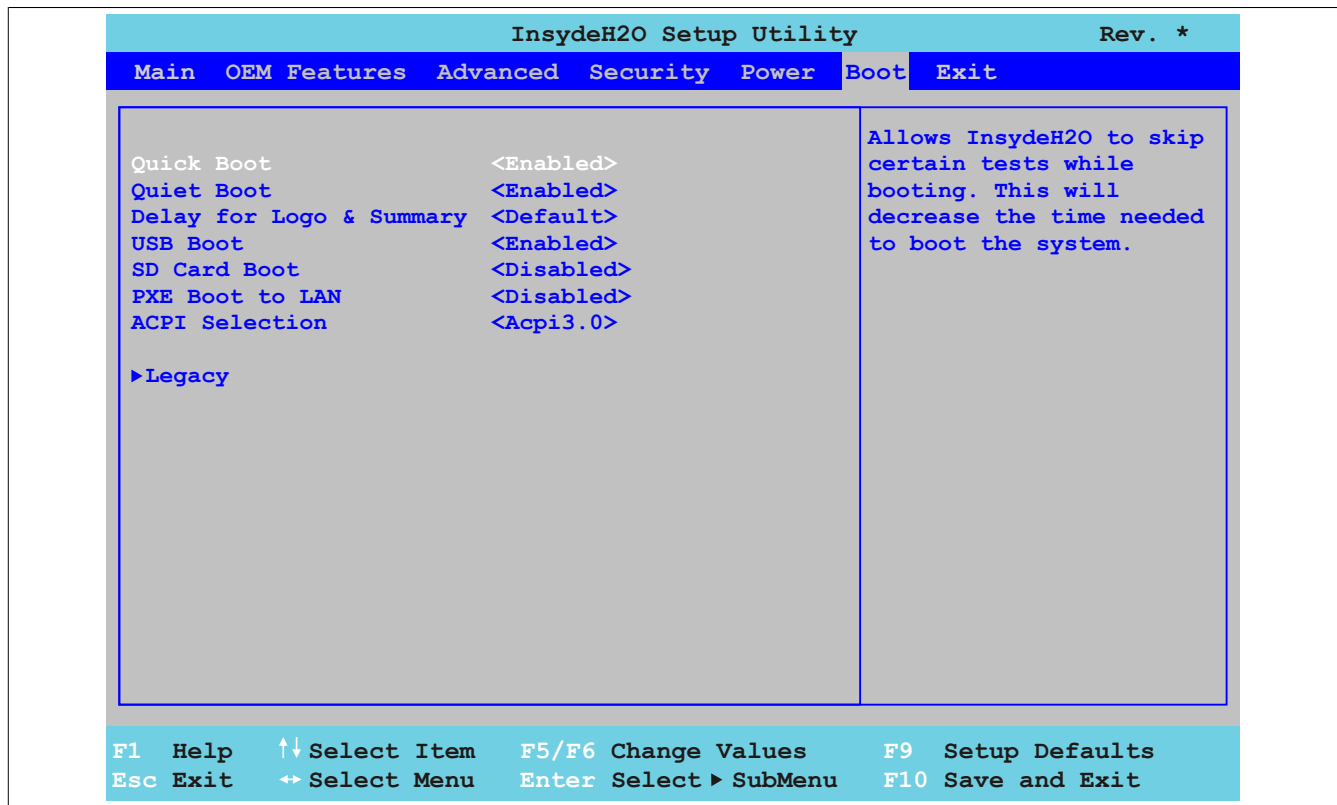 InsydeH2O Setup Utility Rev. *
Main OEM Features Advanced Security Power Boot Exit
Quick Boot <Enabled>
Quiet Boot <Enabled>
Delay for Logo & Summary <Default>
USB Boot <Enabled>
SD Card Boot <Disabled>
PXE Boot to LAN <Disabled>
ACPI Selection <Acpi3.0>
▶Legacy
Allows InsydeH2O to skip
certain tests while
booting. This will
decrease the time needed
to boot the system.
F1 Help ↑↓ Select Item F5/F6 Change Values F9 Setup Defaults
Esc Exit ↔ Select Menu Enter Select ▶ SubMenu F10 Save and Exit